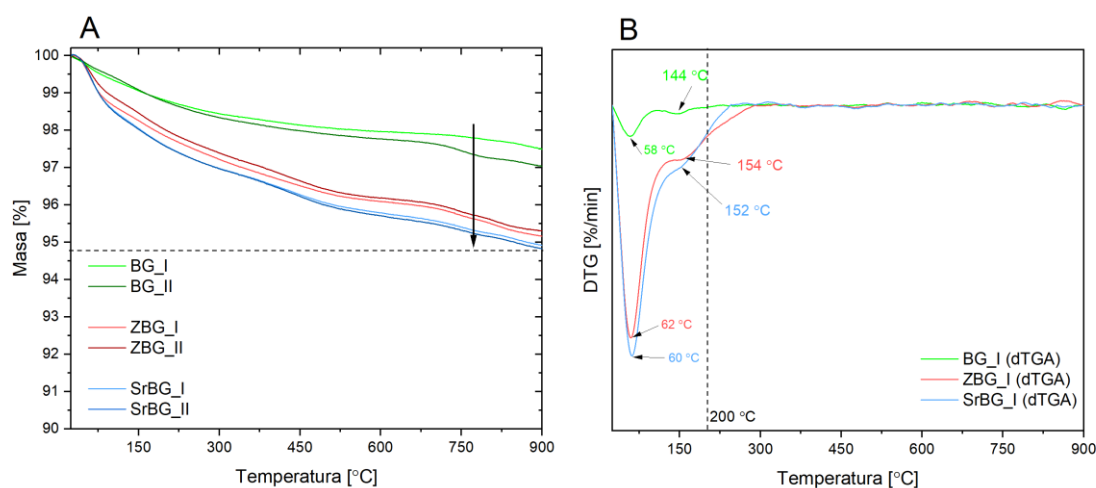 A
Masa [%]
100
99
98
97
96
95
94
93
92
91
90
BG_I
BG_II
ZBG_I
ZBG_II
SrBG_I
SrBG_II
150
300
450
600
750
900
Temperatura [°C]
B
DTG [%/min]
144 °C
58 °C
154 °C
152 °C
62 °C
60 °C
200 °C
BG_I (dTGA)
ZBG_I (dTGA)
SrBG_I (dTGA)
150
300
450
600
750
900
Temperatura [°C]